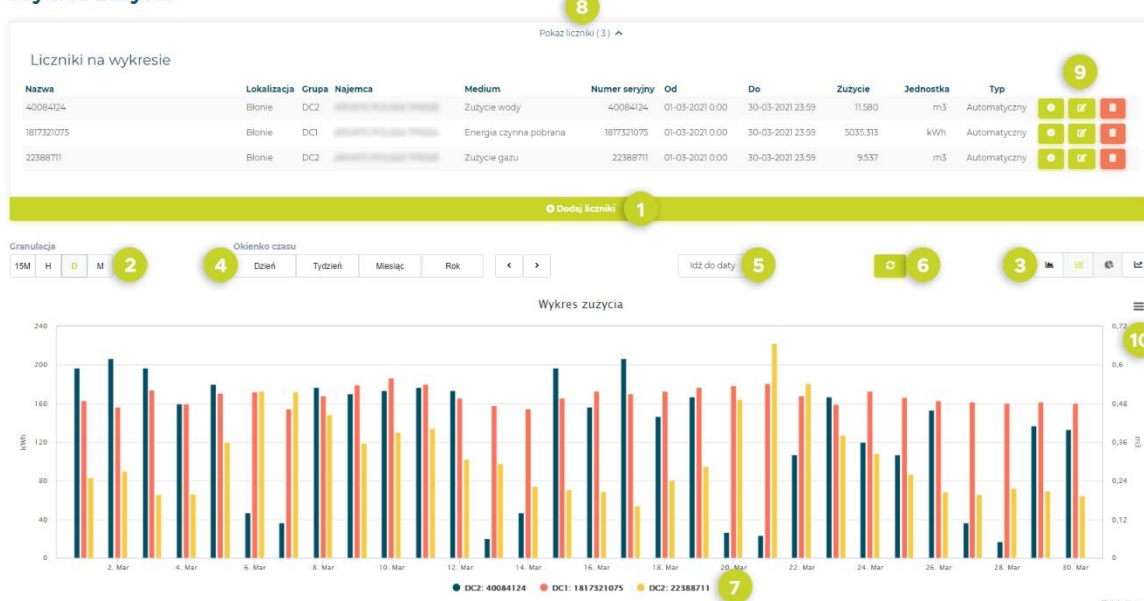 8
Pokaż liczniki ( 3 )
Liczniki na wykresie
9
Nazwa Lokalizacja Grupa Najemca Medium Numer seryjny Od Do Zużycie Jednostka Typ
40084124 Błonie DC2 Zużycie wody 40084124 01-03-2021 0:00 30-03-2021 23:59 11.580 m3 Automatyczny
1817321075 Błonie DC1 Energia czynna pobrana 1817321075 01-03-2021 0:00 30-03-2021 23:59 5035.313 kWh Automatyczny
22388711 Błonie DC2 Zużycie gazu 22388711 01-03-2021 0:00 30-03-2021 23:59 9.537 m3 Automatyczny
Dodaj liczniki 1
Granulacja Okienko czasu
15M H D M 2 4 Dzień Tydzień Miesiąc Rok < > Idź do daty 5 6 3
Wykres zużycia
10
240 0,72
200 0,6
160 0,48
120 0,36
80 0,24
40 0,12
0 0
kWh
m3
2. Mar 4. Mar 6. Mar 8. Mar 10. Mar 12. Mar 14. Mar 16. Mar 18. Mar 20. Mar 22. Mar 24. Mar 26. Mar 28. Mar 30. Mar
DC2: 40084124 DC1: 1817321075 DC2: 22388711 7